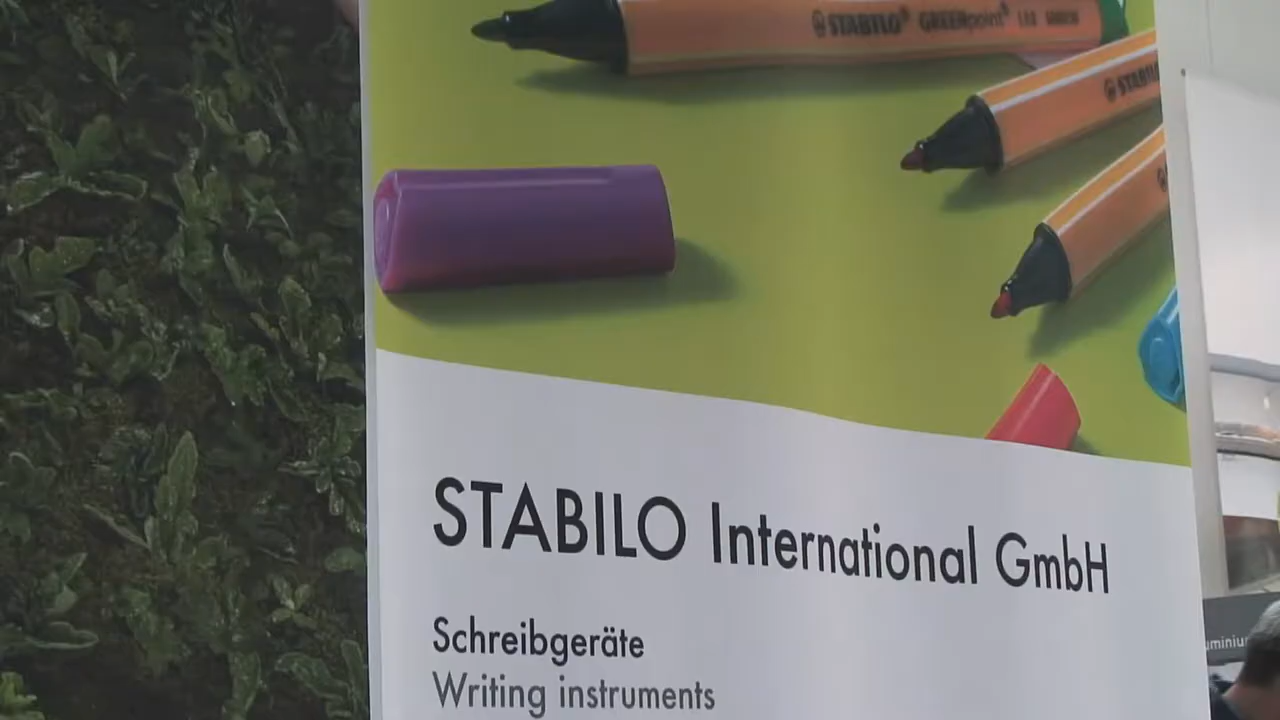 STABILO® GREENpoint®
STABILO
STABILO International GmbH
Schreibgeräte
Writing instruments